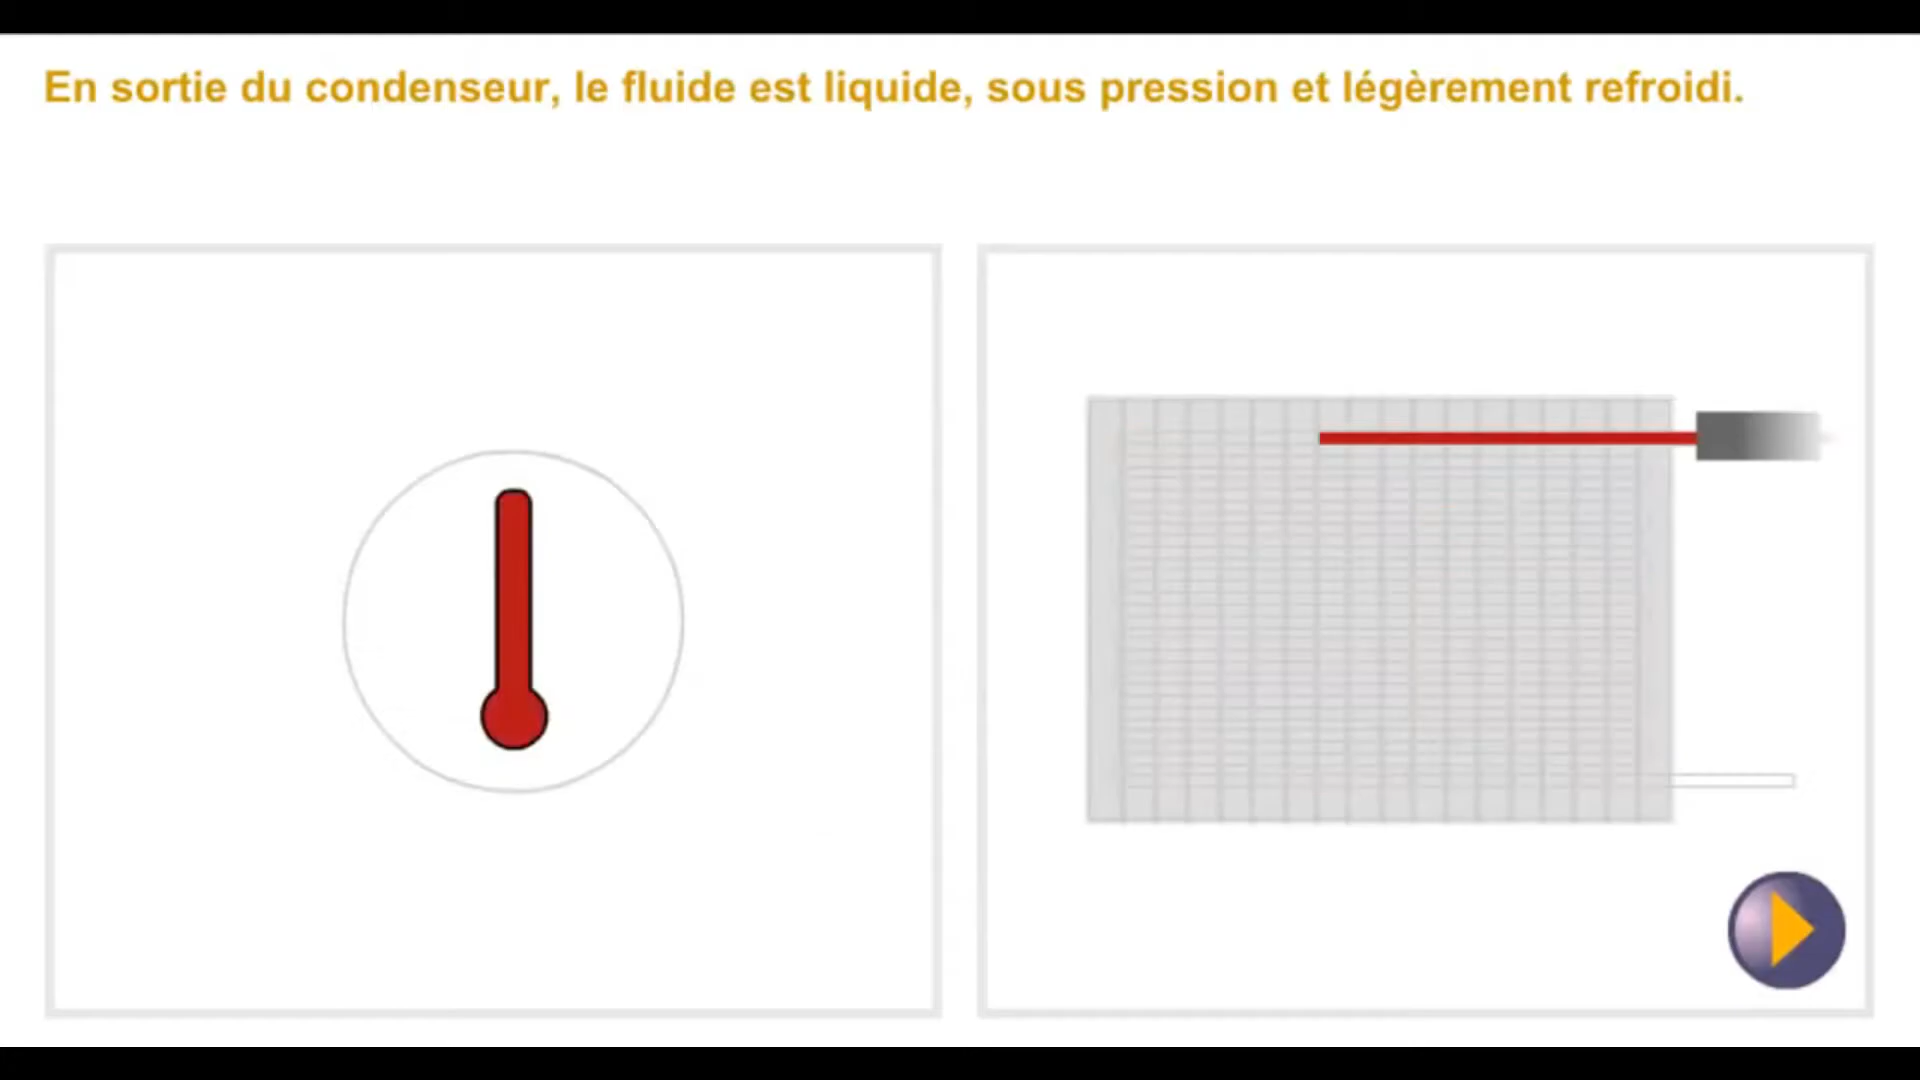 En sortie du condenseur, le fluide est liquide, sous pression et légèrement refroidi.